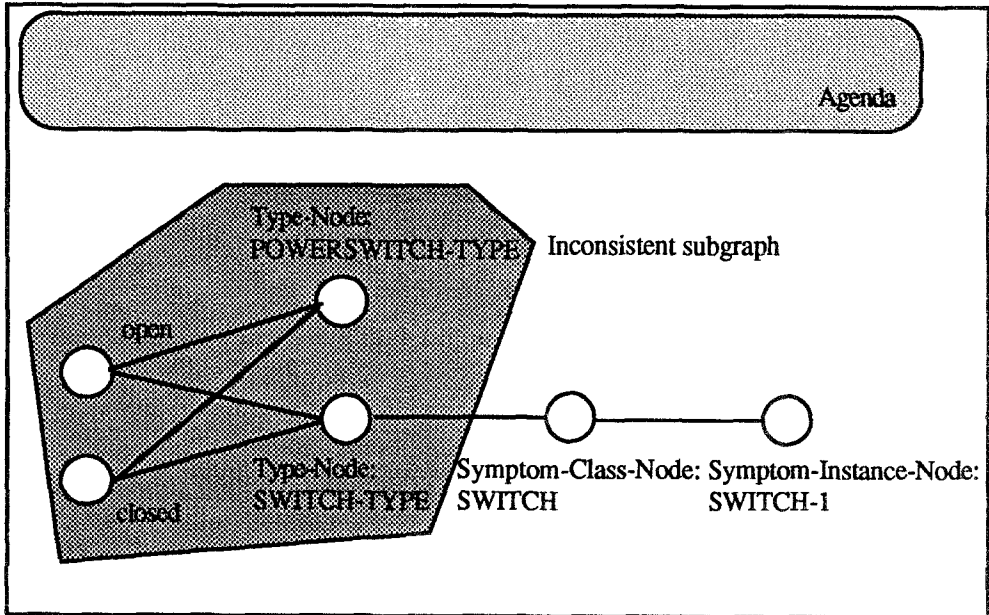 Agenda
Type-Node:
POWERSWITCH-TYPE
Inconsistent subgraph
open
closed
Type-Node:
SWITCH-TYPE
Symptom-Class-Node:
SWITCH
Symptom-Instance-Node:
SWITCH-1